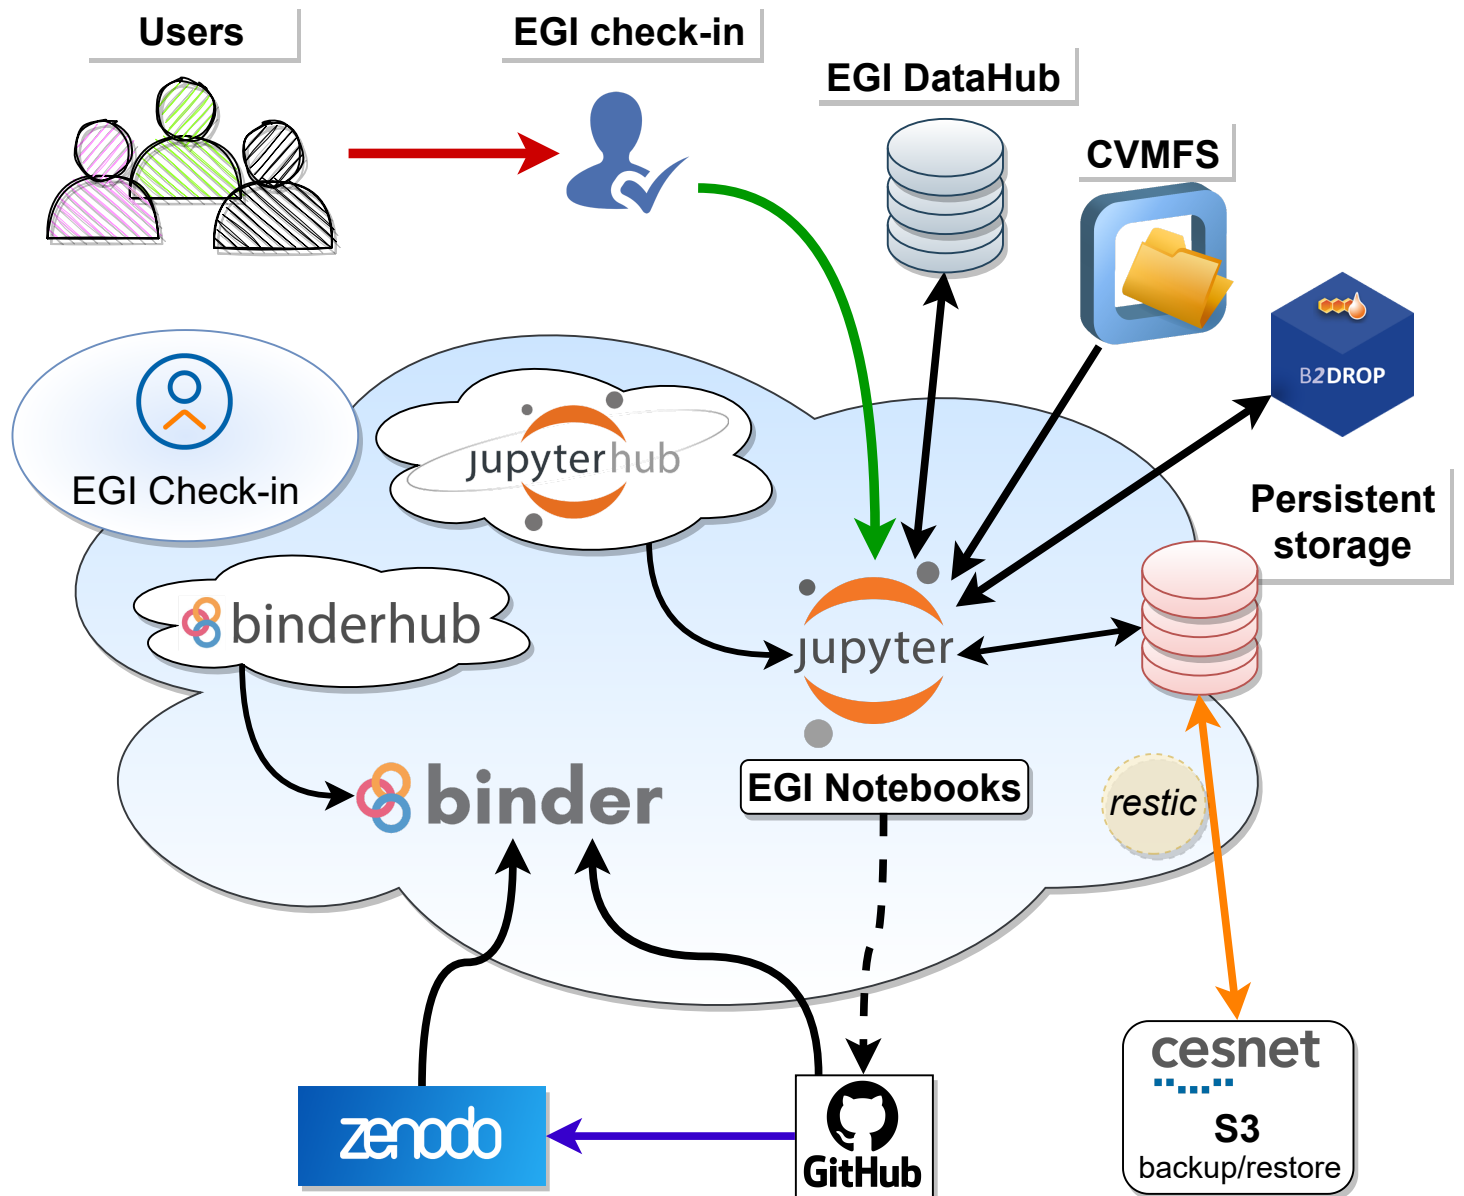 Users
EGI check-in
EGI DataHub
CVMFS
B2DROP
EGI Check-in
jupyterhub
Persistent
storage
binderhub
jupyter
EGI Notebooks
binder
restic
cesnet
S3
backup/restore
zenodo
GitHub